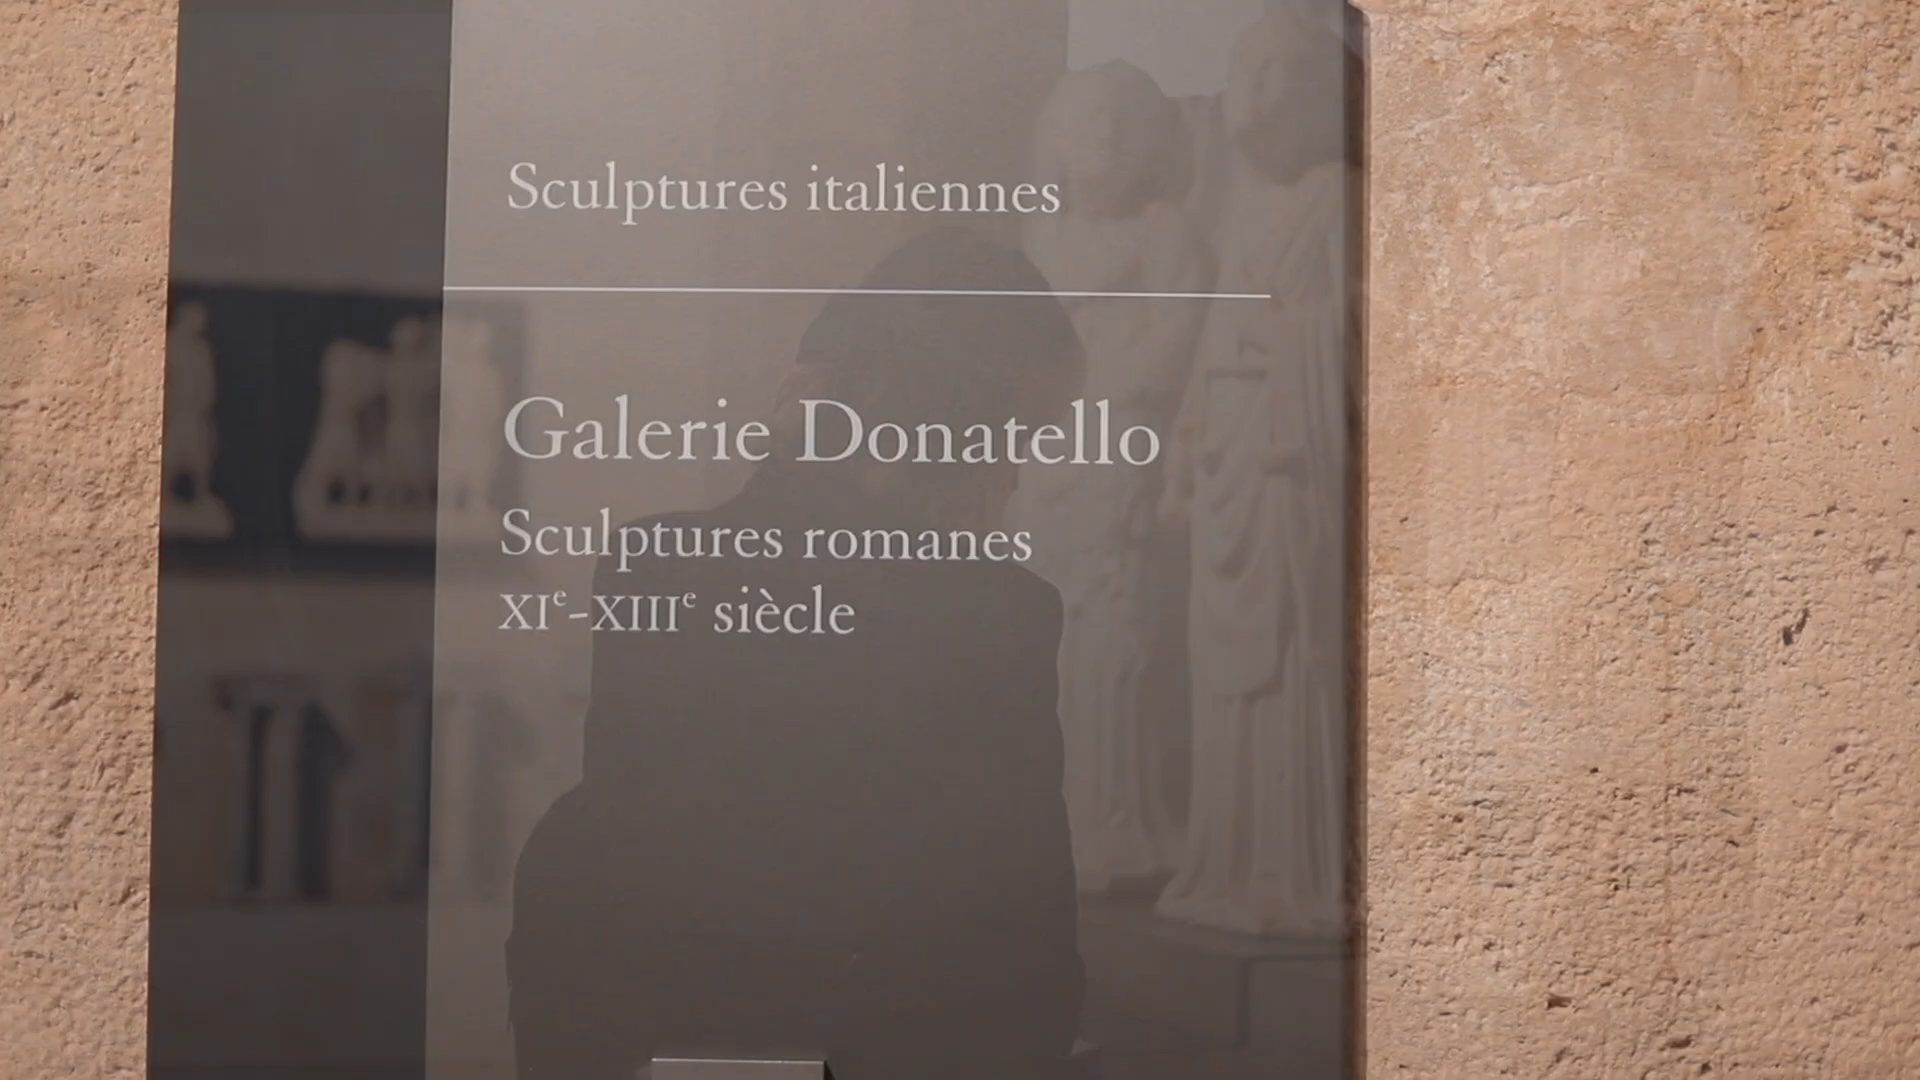 Sculptures italiennes
Galerie Donatello
Sculptures romanes
XIᵉ-XIIIᵉ siècle